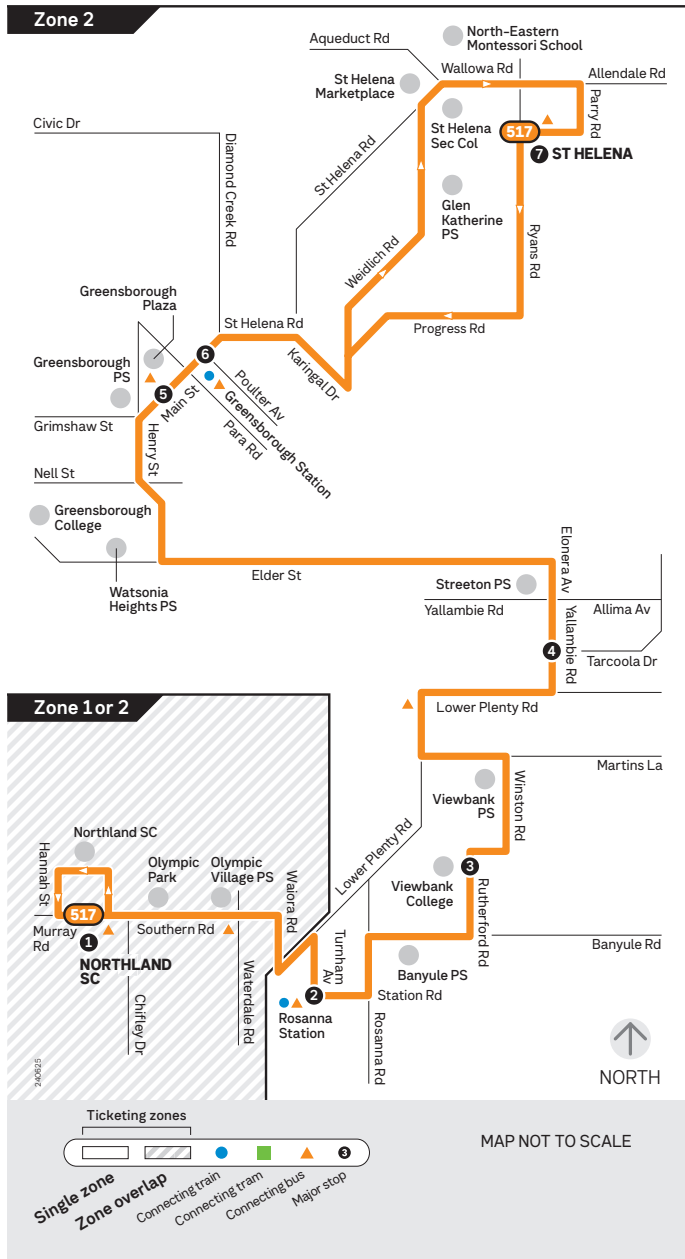 Zone 2
North-Eastern
Montessori School
Aqueduct Rd
Wallowa Rd
Allendale Rd
St Helena
Marketplace
Parry Rd
St Helena
Sec Col
517
7 ST HELENA
Civic Dr
Diamond Creek Rd
St Helena Rd
Glen
Katherine
PS
Ryans Rd
Weidlich Rd
Greensborough
Plaza
St Helena Rd
Progress Rd
Karingal Dr
Greensborough
PS
6
5
Main St
Poulter Av
Greensborough Station
Para Rd
Grimshaw St
Henry St
Nell St
Greensborough
College
Watsonia
Heights PS
Elder St
Elonera Av
Streeton PS
Yallambie Rd
Allima Av
Yallambie Rd
4
Tarcoola Dr
Lower Plenty Rd
Zone 1 or 2
Martins La
Winston Rd
Viewbank
PS
Lower Plenty Rd
Northland SC
Hannah St
Olympic
Park
Olympic
Village PS
Waiora Rd
3
Viewbank
College
Rutherford Rd
517
Murray
Rd
1
NORTHLAND
SC
Southern Rd
Turnham
Av
Banyule Rd
Banyule PS
Chifley Dr
Waterdale Rd
2
Station Rd
Rosanna
Station
Rosanna Rd
240625
NORTH
Ticketing zones
3
Single zone
Zone overlap
Connecting train
Connecting tram
Connecting bus
Major stop
MAP NOT TO SCALE